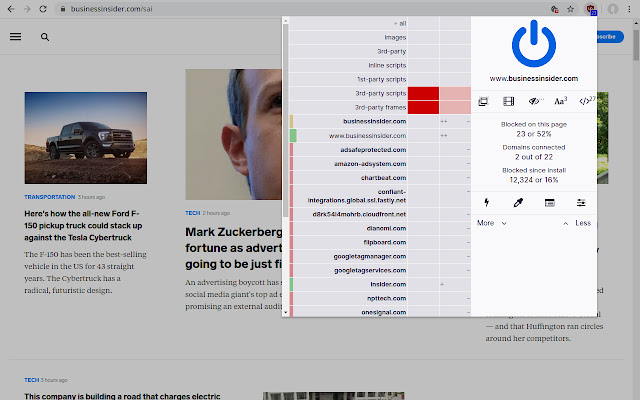 businessinsider.com/sai
27
scribe
TRANSPORTATION 3 hours ago
Here's how the all-new Ford F-
150 pickup truck could stack up
against the Tesla Cybertruck
The F-150 has been the best-selling
vehicle in the US for 43 straight
years. The Cybertruck has a
radical, futuristic design.
TECH 2 hours ago
Mark Zuckerberg
fortune as advert
going to be just fi
An advertising boycott has
social media giant's top ad e
promising an external audit
+ all
images
3rd-party
inline scripts
1st-party scripts
3rd-party scripts
3rd-party frames
businessinsider.com ++ –
www.businessinsider.com ++
adsafeprotected.com –
amazon-adsystem.com –
chartbeat.com –
confiant-
integrations.global.ssl.fastly.net –
d8rk54i4mohrb.cloudfront.net –
dianomi.com –
flipboard.com –
googletagmanager.com –
googletagservices.com –
insider.com +
npttech.com –
onesignal.com –
www.businessinsider.com
Aa3
</>27
Blocked on this page
23 or 52%
Domains connected
2 out of 22
Blocked since install
12,324 or 16%
More
Less
— and that Huffington ran circles
around her competitors.
TECH 3 hours ago
This company is building a road that charges electric